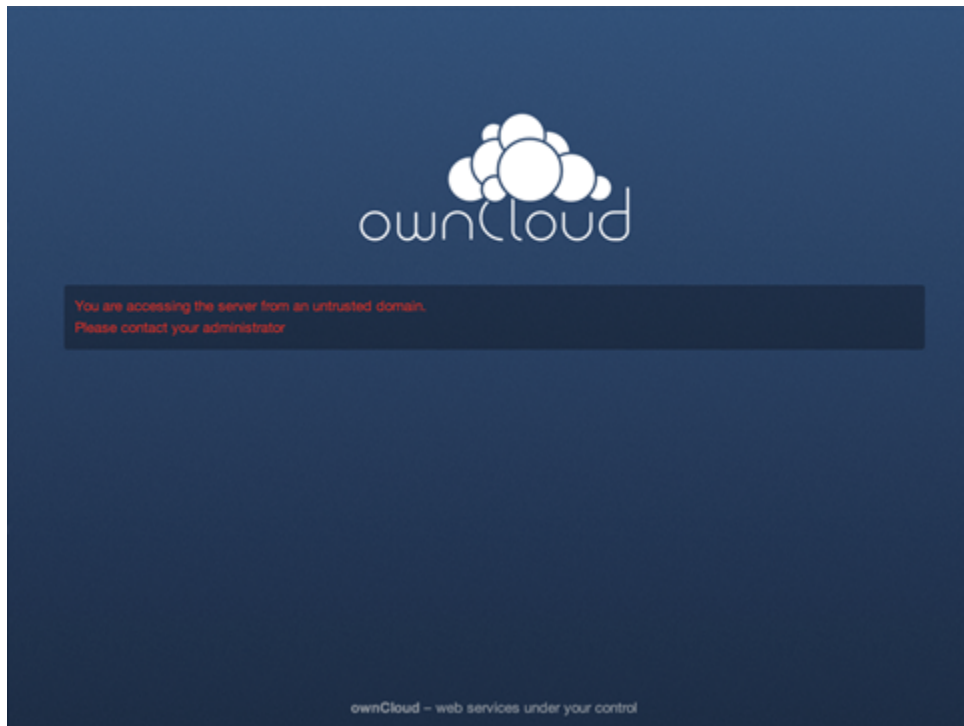 ownCloud
You are accessing the server from an untrusted domain.
Please contact your administrator
ownCloud – web services under your control